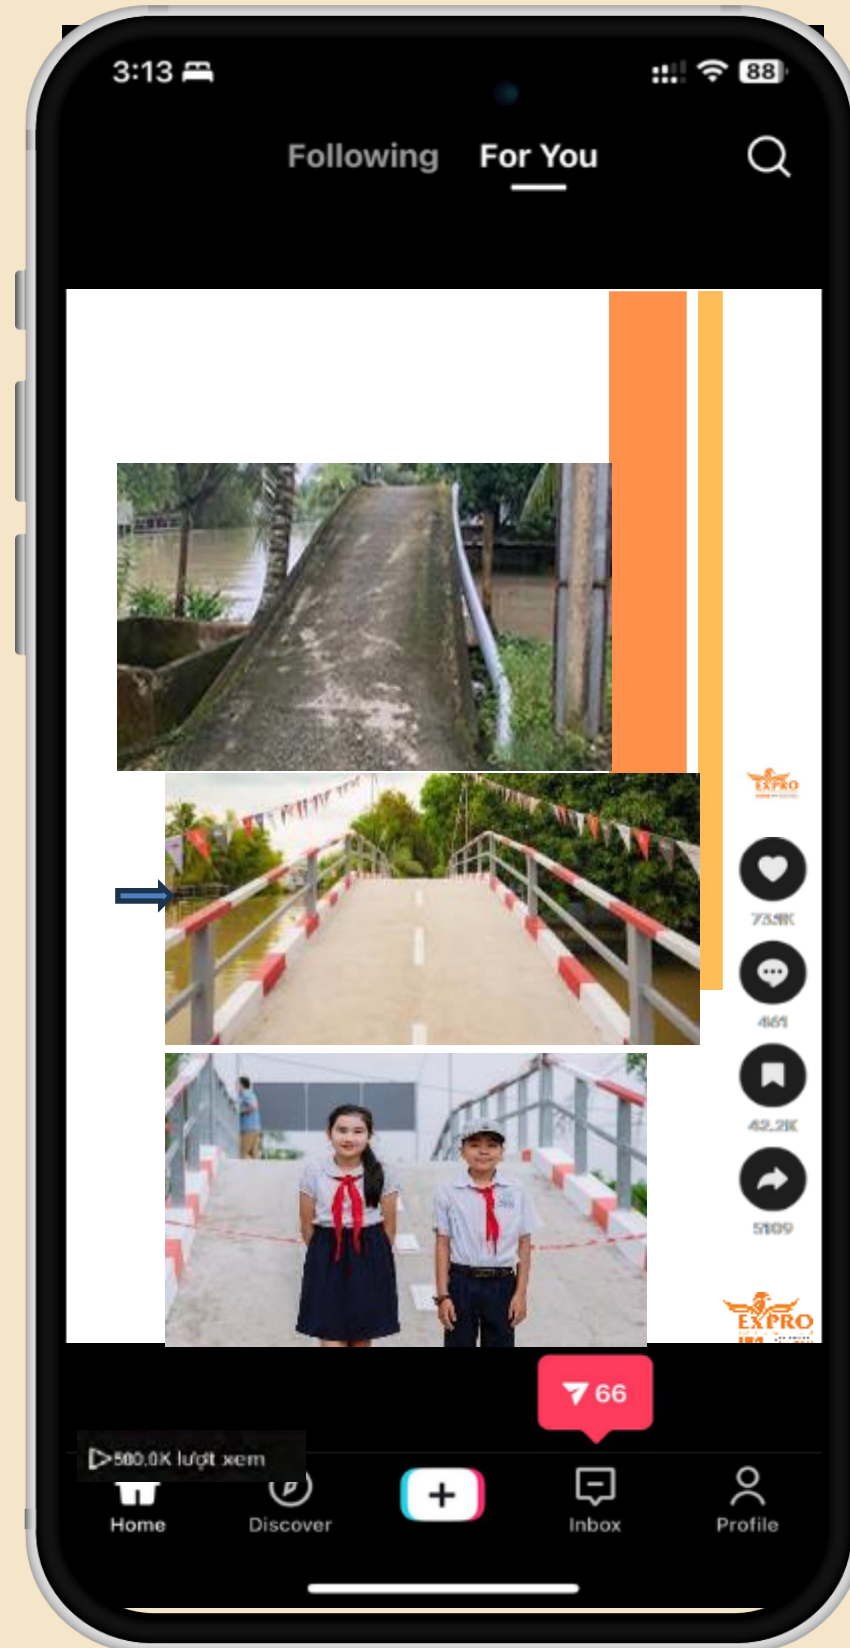 3:13
88
Following For You
EXPRO
73.9K
461
42.2K
5109
EXPRO
66
500.0K lượt xem
Home
Discover
Inbox
Profile